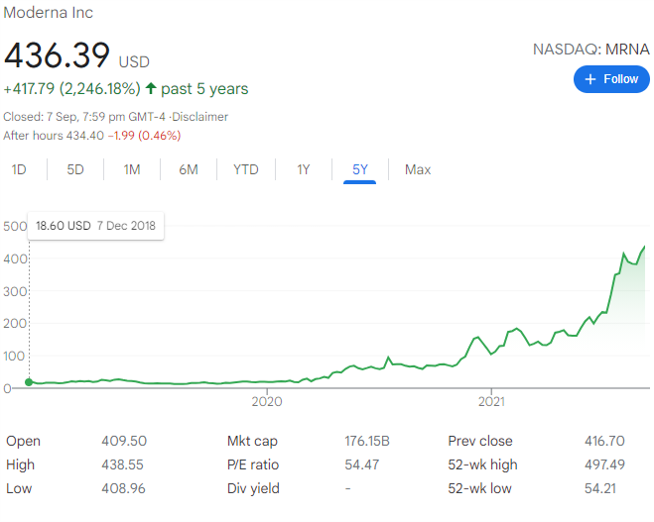 Moderna Inc
436.39 USD
NASDAQ: MRNA
+ Follow
+417.79 (2,246.18%) ↑ past 5 years
Closed: 7 Sep, 7:59 pm GMT-4 ·Disclaimer
After hours 434.40 −1.99 (0.46%)
1D 5D 1M 6M YTD 1Y 5Y Max
18.60 USD 7 Dec 2018
500
400
300
200
100
0
2020 2021
Open 409.50 Mkt cap 176.15B Prev close 416.70
High 438.55 P/E ratio 54.47 52-wk high 497.49
Low 408.96 Div yield - 52-wk low 54.21